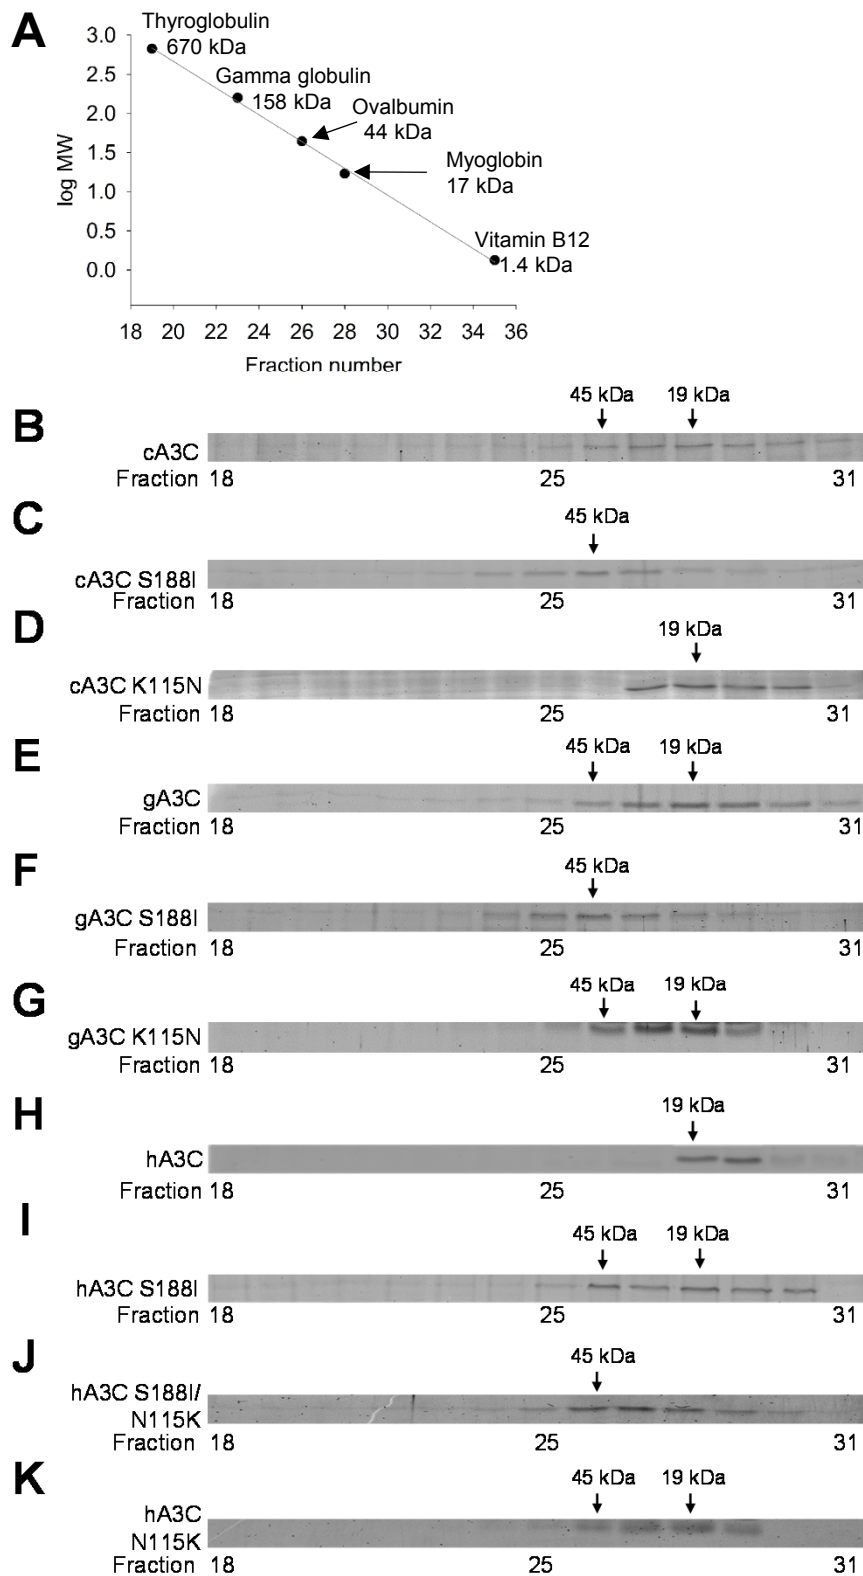 A
Thyroglobulin
670 kDa
Gamma globulin
158 kDa
Ovalbumin
44 kDa
Myoglobin
17 kDa
Vitamin B12
1.4 kDa
log MW
3.0
2.5
2.0
1.5
1.0
0.5
0.0
18 20 22 24 26 28 30 32 34 36
Fraction number
B
45 kDa 19 kDa
cA3C
Fraction 18 25 31
C
45 kDa
cA3C S188I
Fraction 18 25 31
D
19 kDa
cA3C K115N
Fraction 18 25 31
E
45 kDa 19 kDa
gA3C
Fraction 18 25 31
F
45 kDa
gA3C S188I
Fraction 18 25 31
G
45 kDa 19 kDa
gA3C K115N
Fraction 18 25 31
H
19 kDa
hA3C
Fraction 18 25 31
I
45 kDa 19 kDa
hA3C S188I
Fraction 18 25 31
J
45 kDa
hA3C S188I/
N115K
Fraction 18 25 31
K
45 kDa 19 kDa
hA3C
N115K
Fraction 18 25 31